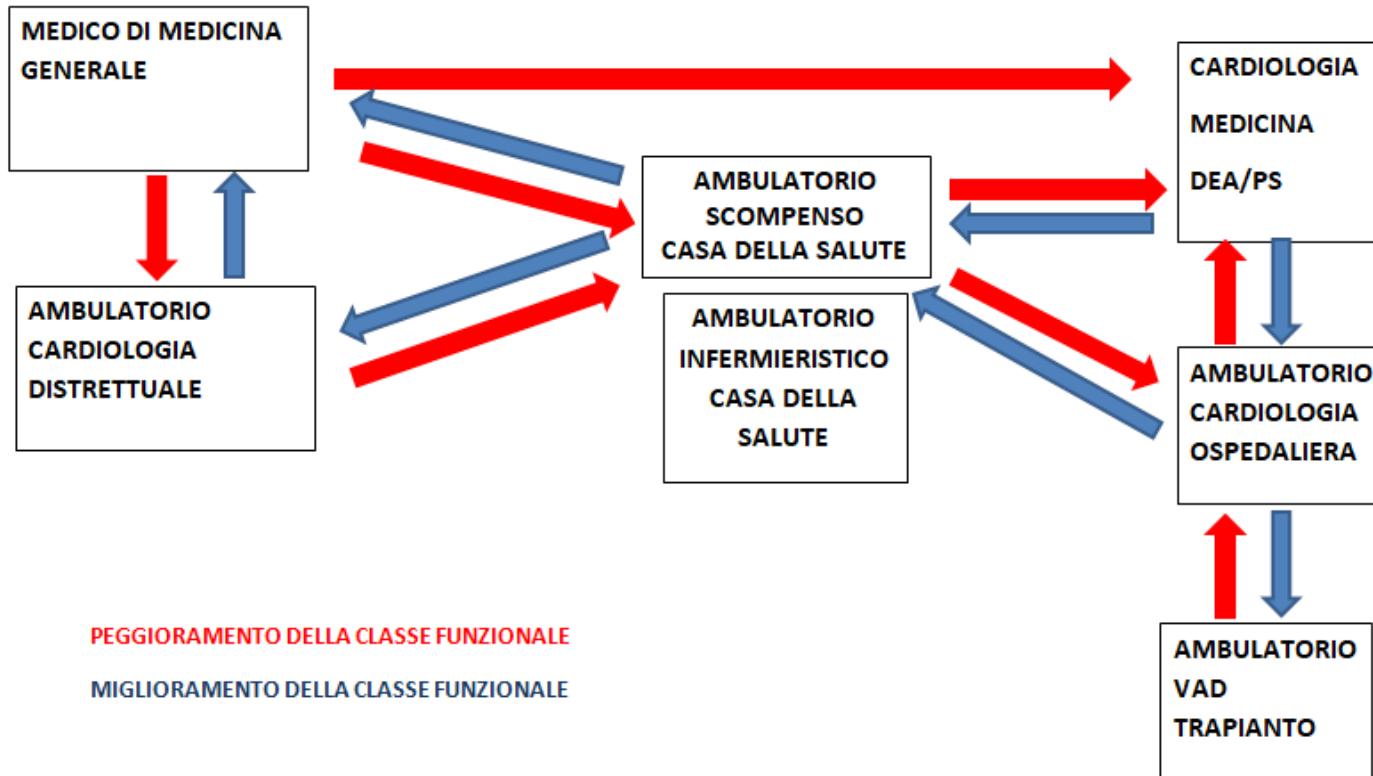 MEDICO DI MEDICINA
GENERALE
CARDIOLOGIA
MEDICINA
DEA/PS
AMBULATORIO
SCOMPENSO
CASA DELLA SALUTE
AMBULATORIO
CARDIOLOGIA
DISTRETTUALE
AMBULATORIO
INFERMIERISTICO
CASA DELLA
SALUTE
AMBULATORIO
CARDIOLOGIA
OSPEDALIERA
PEGGIORAMENTO DELLA CLASSE FUNZIONALE
MIGLIORAMENTO DELLA CLASSE FUNZIONALE
AMBULATORIO
VAD
TRAPIANTO